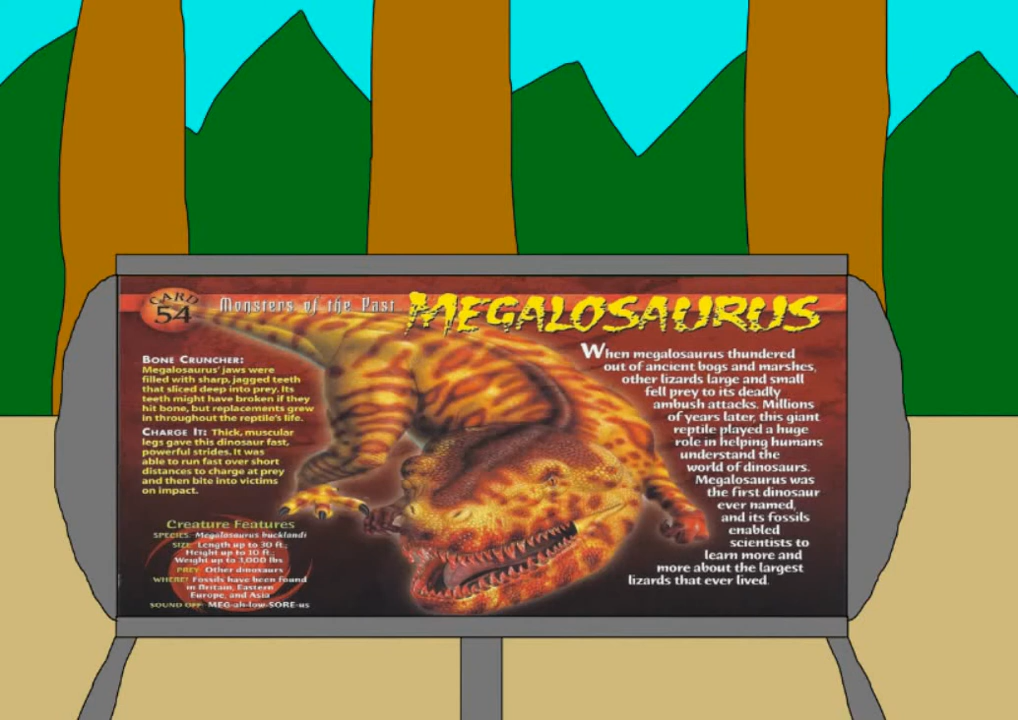 CARD
54
Monsters of the Past
MEGALOSAURUS
BONE CRUNCHER:
Megalosaurus' jaws were
filled with sharp, jagged teeth
that sliced deep into prey. Its
teeth might have broken if they
hit bone, but replacements grew
in throughout the reptile's life.
CHARGE IT: Thick, muscular
legs gave this dinosaur fast,
powerful strides. It was
able to run fast over short
distances to charge at prey
and then bite into victims
on impact.
Creature Features
SPECIES: Megalosaurus bucklandi
SIZE: Length up to 30 ft.;
Height up to 10 ft.;
Weight up to 3,000 lbs
PREY: Other dinosaurs
WHERE? Fossils have been found
in Britain, Eastern
Europe, and Asia
SOUND OFF: MEG-ah-low-SORE-us
When megalosaurus thundered
out of ancient bogs and marshes,
other lizards large and small
fell prey to its deadly
ambush attacks. Millions
of years later, this giant
reptile played a huge
role in helping humans
understand the
world of dinosaurs.
Megalosaurus was
the first dinosaur
ever named,
and its fossils
enabled
scientists to
learn more and
more about the largest
lizards that ever lived.